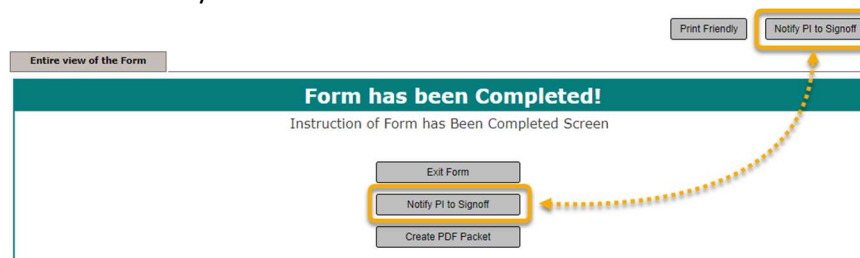 Print Friendly Notify PI to Signoff
Entire view of the Form
Form has been Completed!
Instruction of Form has Been Completed Screen
Exit Form
Notify PI to Signoff
Create PDF Packet